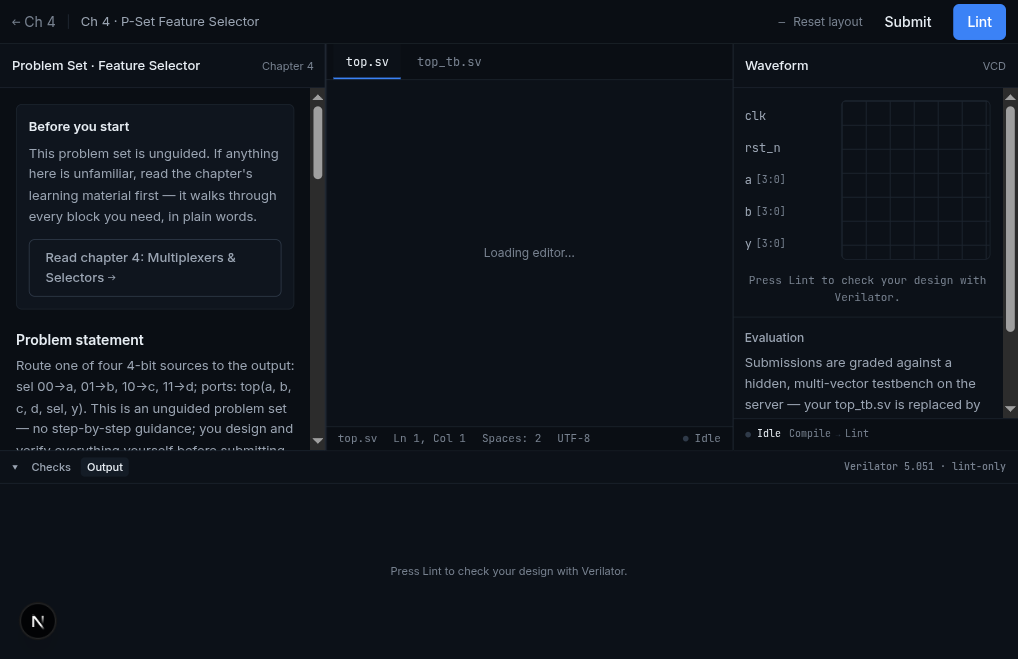 ← Ch 4
Ch 4 · P-Set Feature Selector
— Reset layout
Submit
Lint
Problem Set · Feature Selector
Chapter 4
Before you start
This problem set is unguided. If anything
here is unfamiliar, read the chapter's
learning material first — it walks through
every block you need, in plain words.
Read chapter 4: Multiplexers &
Selectors →
Problem statement
Route one of four 4-bit sources to the output:
sel 00→a, 01→b, 10→c, 11→d; ports: top(a, b,
c, d, sel, y). This is an unguided problem set
— no step-by-step guidance; you design and
verify everything yourself before submitting.
top.sv
top_tb.sv
Loading editor...
top.sv Ln 1, Col 1 Spaces: 2 UTF-8
Idle
Waveform
VCD
clk
rst_n
a [3:0]
b [3:0]
y [3:0]
Press Lint to check your design with
Verilator.
Evaluation
Submissions are graded against a
hidden, multi-vector testbench on the
server — your top_tb.sv is replaced by
Idle Compile · Lint
▾ Checks Output
Verilator 5.051 · lint-only
Press Lint to check your design with Verilator.
N